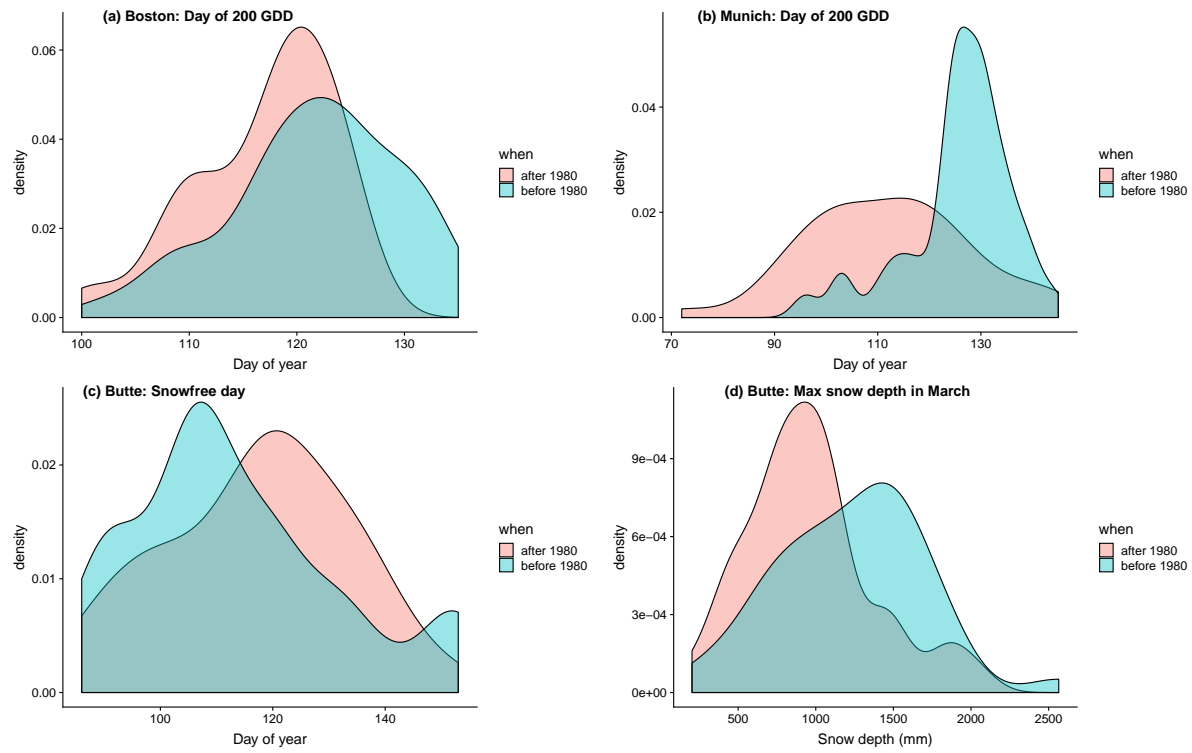 (a) Boston: Day of 200 GDD
density
0.06
0.04
0.02
0.00
100 110 120 130
Day of year
when
after 1980
before 1980
(b) Munich: Day of 200 GDD
density
0.04
0.02
0.00
70 90 110 130
Day of year
when
after 1980
before 1980
(c) Butte: Snowfree day
density
0.02
0.01
0.00
100 120 140
Day of year
when
after 1980
before 1980
(d) Butte: Max snow depth in March
density
9e−04
6e−04
3e−04
0e+00
500 1000 1500 2000 2500
Snow depth (mm)
when
after 1980
before 1980